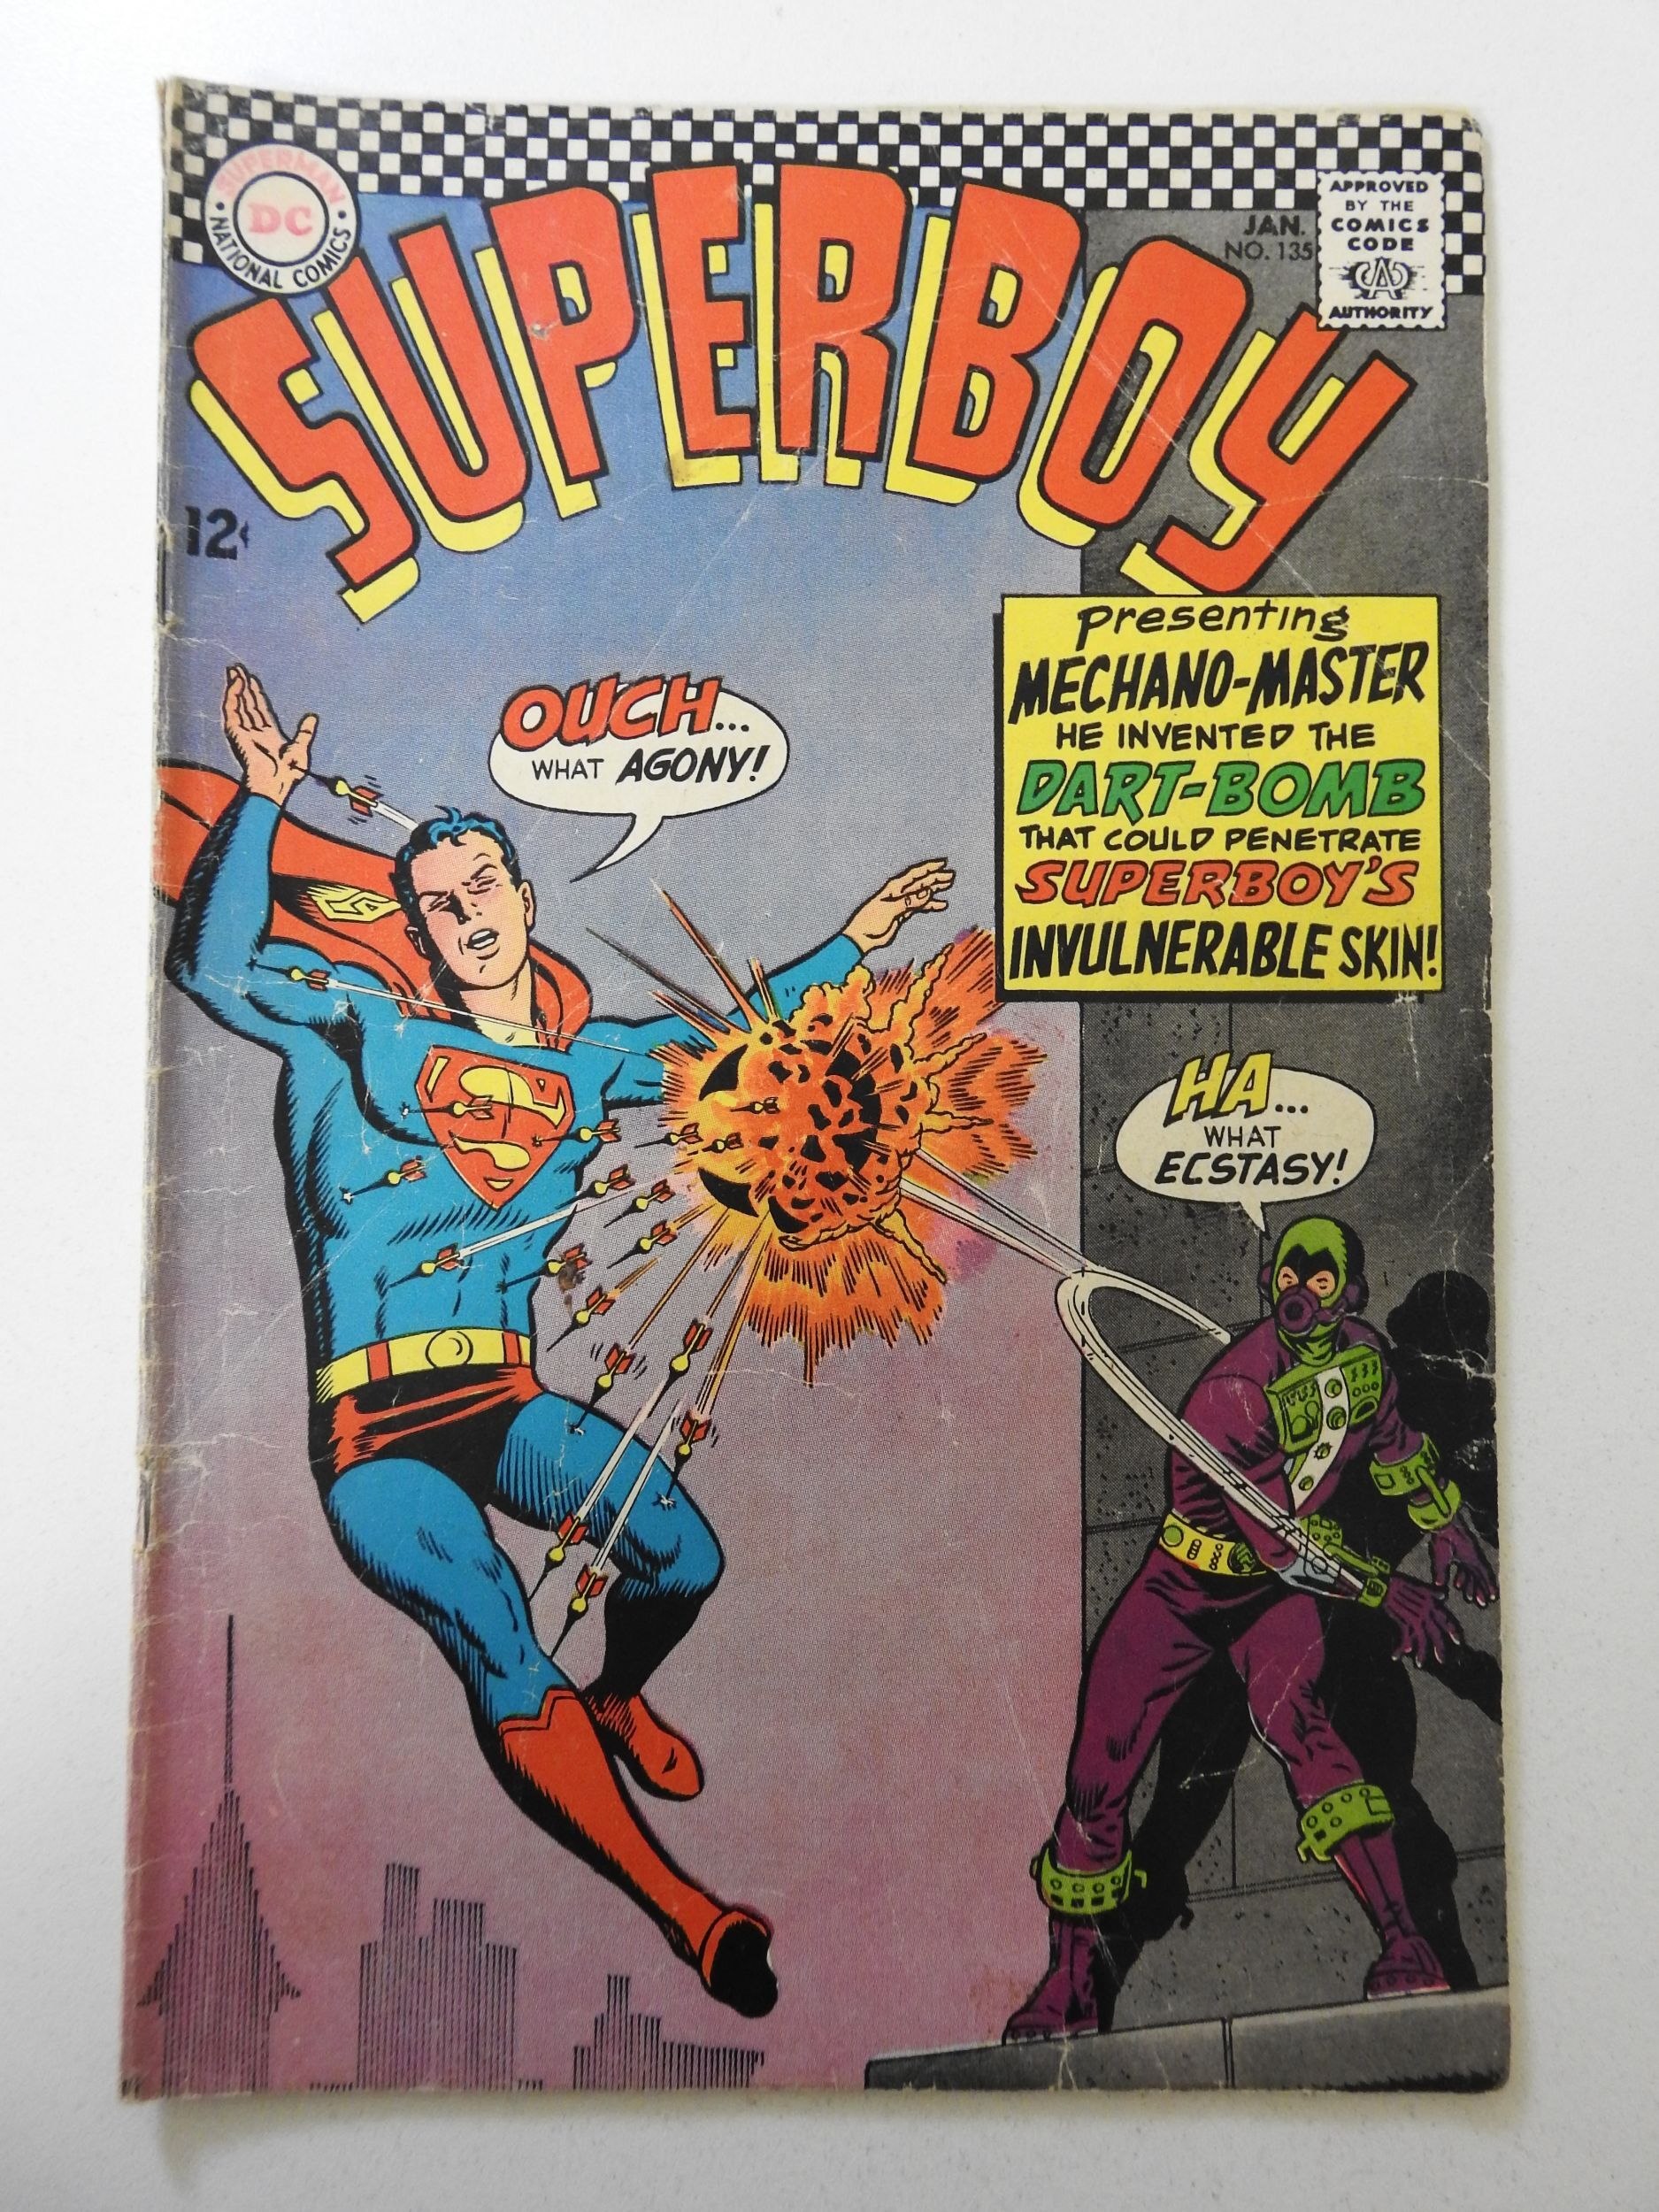 SUPERMAN
DC
NATIONAL COMICS
JAN.
NO. 135
APPROVED
BY THE
COMICS
CODE
CA
AUTHORITY
SUPERBOY
12¢
presenting
MECHANO-MASTER
HE INVENTED THE
DART-BOMB
THAT COULD PENETRATE
SUPERBOY'S
INVULNERABLE SKIN!
OUCH...
WHAT AGONY!
HA...
WHAT
ECSTASY!
S